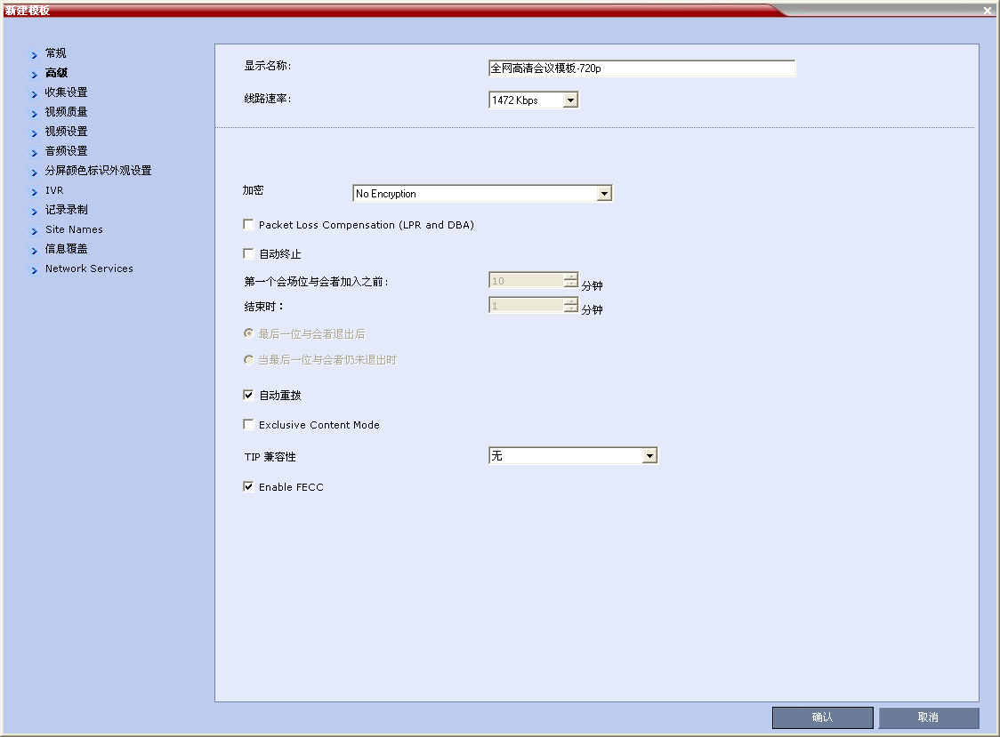 新建模板
常规
高级
收集设置
视频质量
视频设置
音频设置
分屏颜色标识外观设置
IVR
记录录制
Site Names
信息覆盖
Network Services
显示名称:
全网高清会议模板-720p
线路速率:
1472 Kbps
加密
No Encryption
Packet Loss Compensation (LPR and DBA)
自动终止
第一个会场位与会者加入之前:
10
分钟
结束时：
1
分钟
最后一位与会者退出后
当最后一位与会者仍未退出时
自动重拨
Exclusive Content Mode
TIP 兼容性
无
Enable FECC
确认
取消